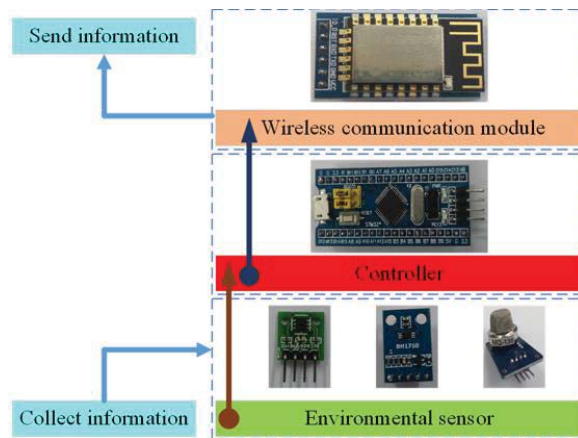 Send information
Wireless communication module
Controller
BH1750
Collect information
Environmental sensor